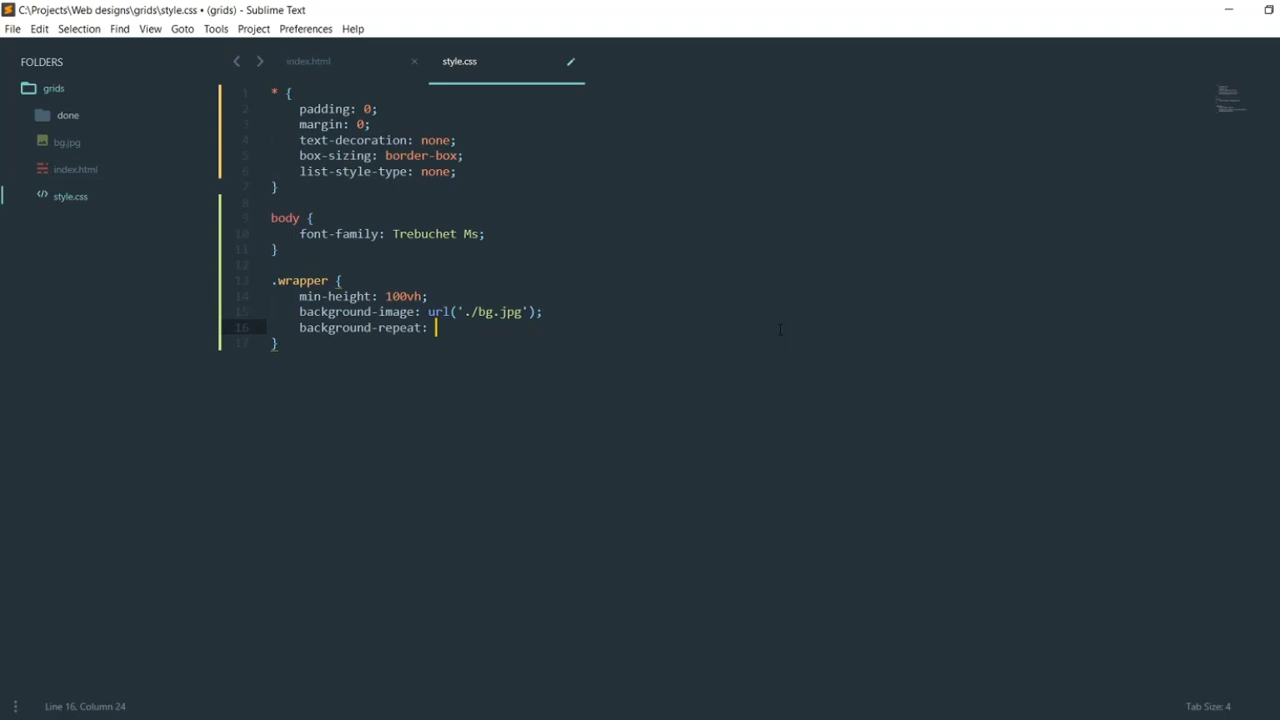 C:\Projects\Web designs\grids\style.css • (grids) - Sublime Text
File Edit Selection Find View Goto Tools Project Preferences Help
FOLDERS
grids
done
bg.jpg
index.html
style.css
index.html × style.css
1 * {
2 padding: 0;
3 margin: 0;
4 text-decoration: none;
5 box-sizing: border-box;
6 list-style-type: none;
7 }
8
9 body {
10 font-family: Trebuchet Ms;
11 }
12
13 .wrapper {
14 min-height: 100vh;
15 background-image: url('./bg.jpg');
16 background-repeat:
17 }
Line 16, Column 24
Tab Size: 4